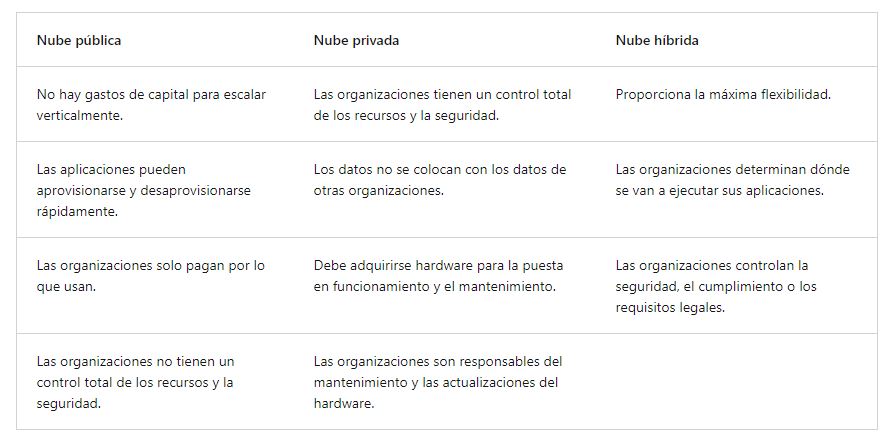 Nube pública
Nube privada
Nube híbrida
No hay gastos de capital para escalar
verticalmente.
Las organizaciones tienen un control total
de los recursos y la seguridad.
Proporciona la máxima flexibilidad.
Las aplicaciones pueden
aprovisionarse y desaprovisionarse
rápidamente.
Los datos no se colocan con los datos de
otras organizaciones.
Las organizaciones determinan dónde
se van a ejecutar sus aplicaciones.
Las organizaciones solo pagan por lo
que usan.
Debe adquirirse hardware para la puesta
en funcionamiento y el mantenimiento.
Las organizaciones controlan la
seguridad, el cumplimiento o los
requisitos legales.
Las organizaciones no tienen un
control total de los recursos y la
seguridad.
Las organizaciones son responsables del
mantenimiento y las actualizaciones del
hardware.